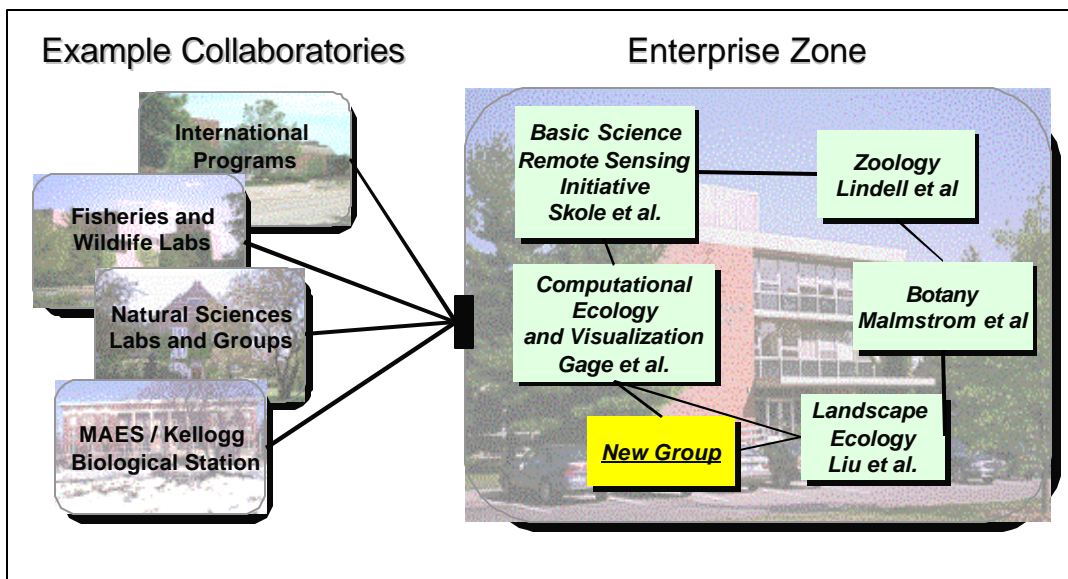 Example Collaboratories
Enterprise Zone
International
Programs
Fisheries and
Wildlife Labs
Natural Sciences
Labs and Groups
MAES / Kellogg
Biological Station
Basic Science
Remote Sensing
Initiative
Skole et al.
Zoology
Lindell et al
Computational
Ecology
and Visualization
Gage et al.
Botany
Malmstrom et al
New Group
Landscape
Ecology
Liu et al.